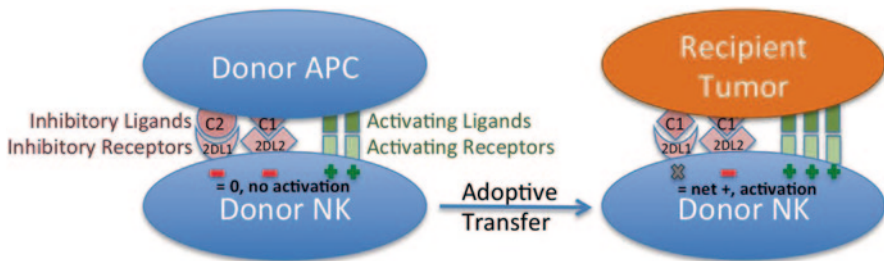 Donor APC
Inhibitory Ligands C2 C1 Activating Ligands
Inhibitory Receptors 2DL1 2DL2 Activating Receptors
= 0, no activation
Donor NK
Adoptive
Transfer
Recipient
Tumor
C1 C1
2DL1 2DL2
= net +, activation
Donor NK